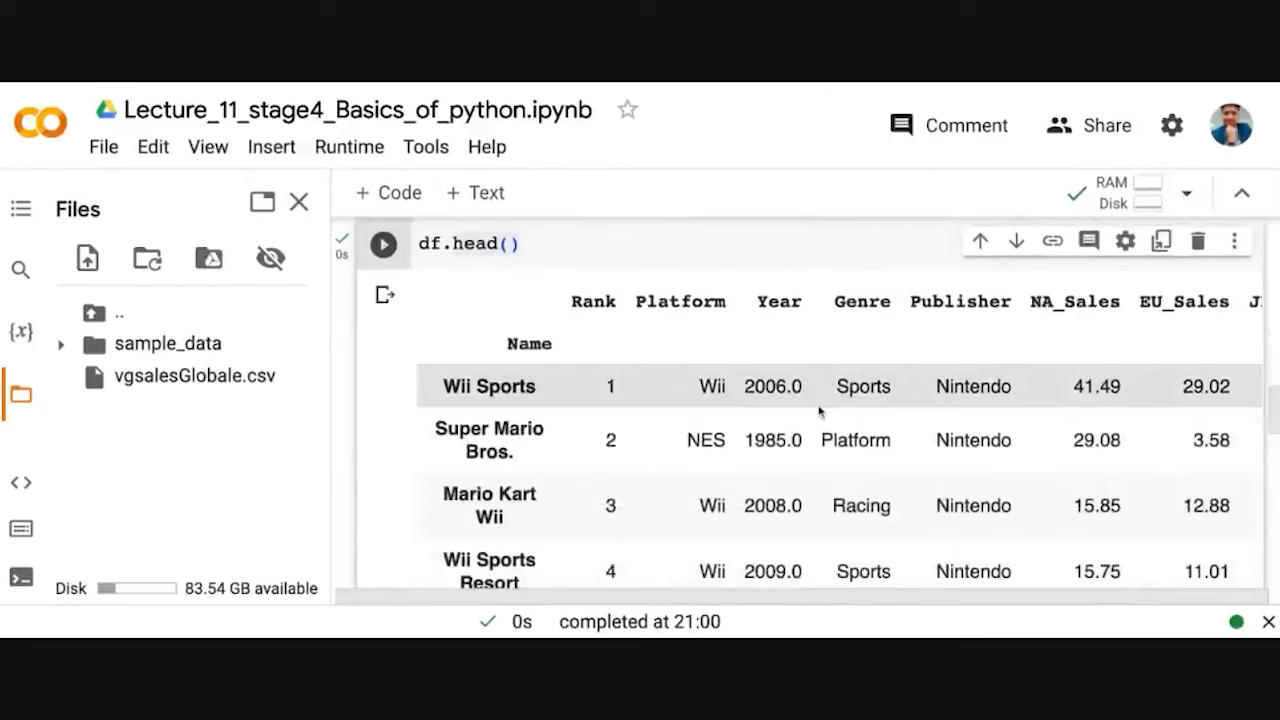 Lecture_11_stage4_Basics_of_python.ipynb
File Edit View Insert Runtime Tools Help
Comment Share
Files
+ Code + Text
RAM
Disk
{x}
..
sample_data
vgsalesGlobale.csv
Disk 83.54 GB available
0s
df.head()
Rank Platform Year Genre Publisher NA_Sales EU_Sales
Name
Wii Sports 1 Wii 2006.0 Sports Nintendo 41.49 29.02
Super Mario
Bros. 2 NES 1985.0 Platform Nintendo 29.08 3.58
Mario Kart
Wii 3 Wii 2008.0 Racing Nintendo 15.85 12.88
Wii Sports
Resort 4 Wii 2009.0 Sports Nintendo 15.75 11.01
0s completed at 21:00